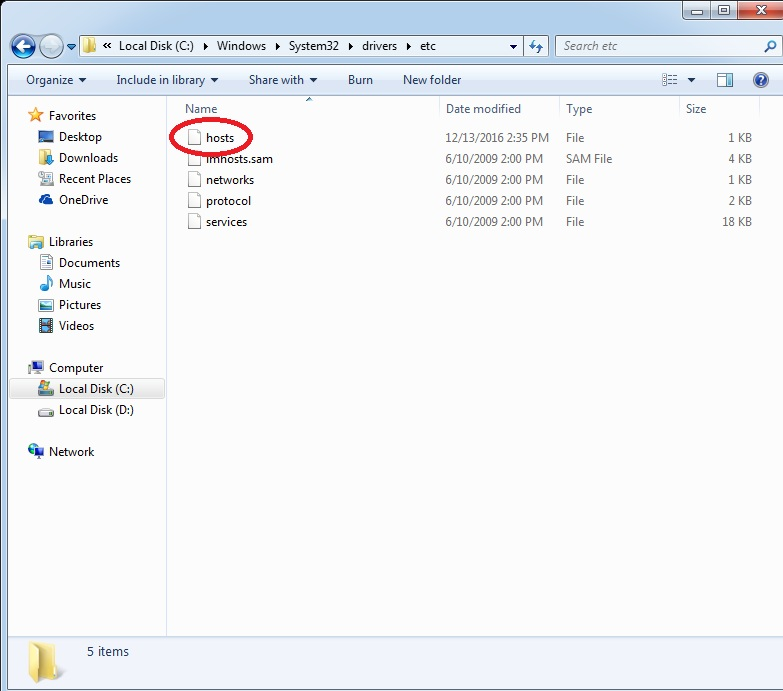 « Local Disk (C:) Windows System32 drivers etc Search etc
Organize Include in library Share with Burn New folder
Name Date modified Type Size
hosts 12/13/2016 2:35 PM File 1 KB
lmhosts.sam 6/10/2009 2:00 PM SAM File 4 KB
networks 6/10/2009 2:00 PM File 1 KB
protocol 6/10/2009 2:00 PM File 2 KB
services 6/10/2009 2:00 PM File 18 KB
Favorites
Desktop
Downloads
Recent Places
OneDrive
Libraries
Documents
Music
Pictures
Videos
Computer
Local Disk (C:)
Local Disk (D:)
Network
5 items